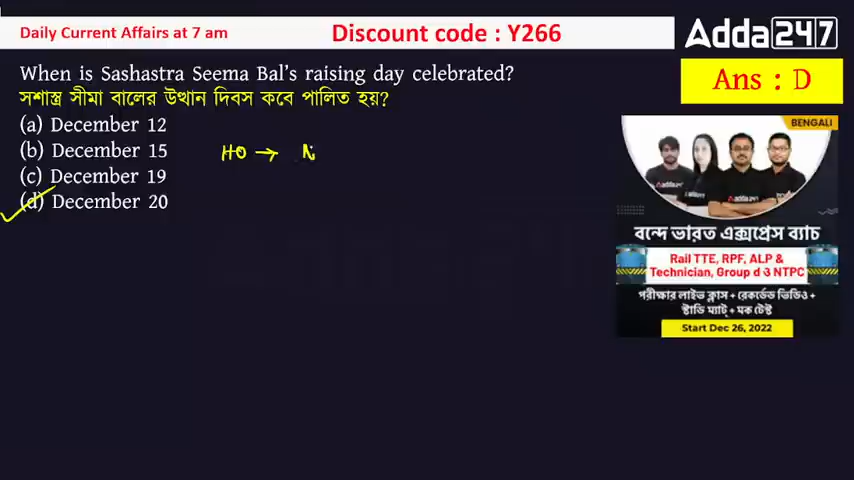 Daily Current Affairs at 7 am
Discount code : Y266
Adda247
When is Sashastra Seema Bal's raising day celebrated?
সশাস্ত্র সীমা বালের উত্থান দিবস কবে পালিত হয়?
(a) December 12
(b) December 15
(c) December 19
(d) December 20
HO → N
Ans : D
BENGALI
বন্দে ভারত এক্সপ্রেস ব্যাচ
Rail TTE, RPF, ALP &
Technician, Group d ও NTPC
পরীক্ষার লাইভ ক্লাস + রেকর্ডেড ভিডিও +
স্টাডি ম্যাট্ + মক টেস্ট
Start Dec 26, 2022